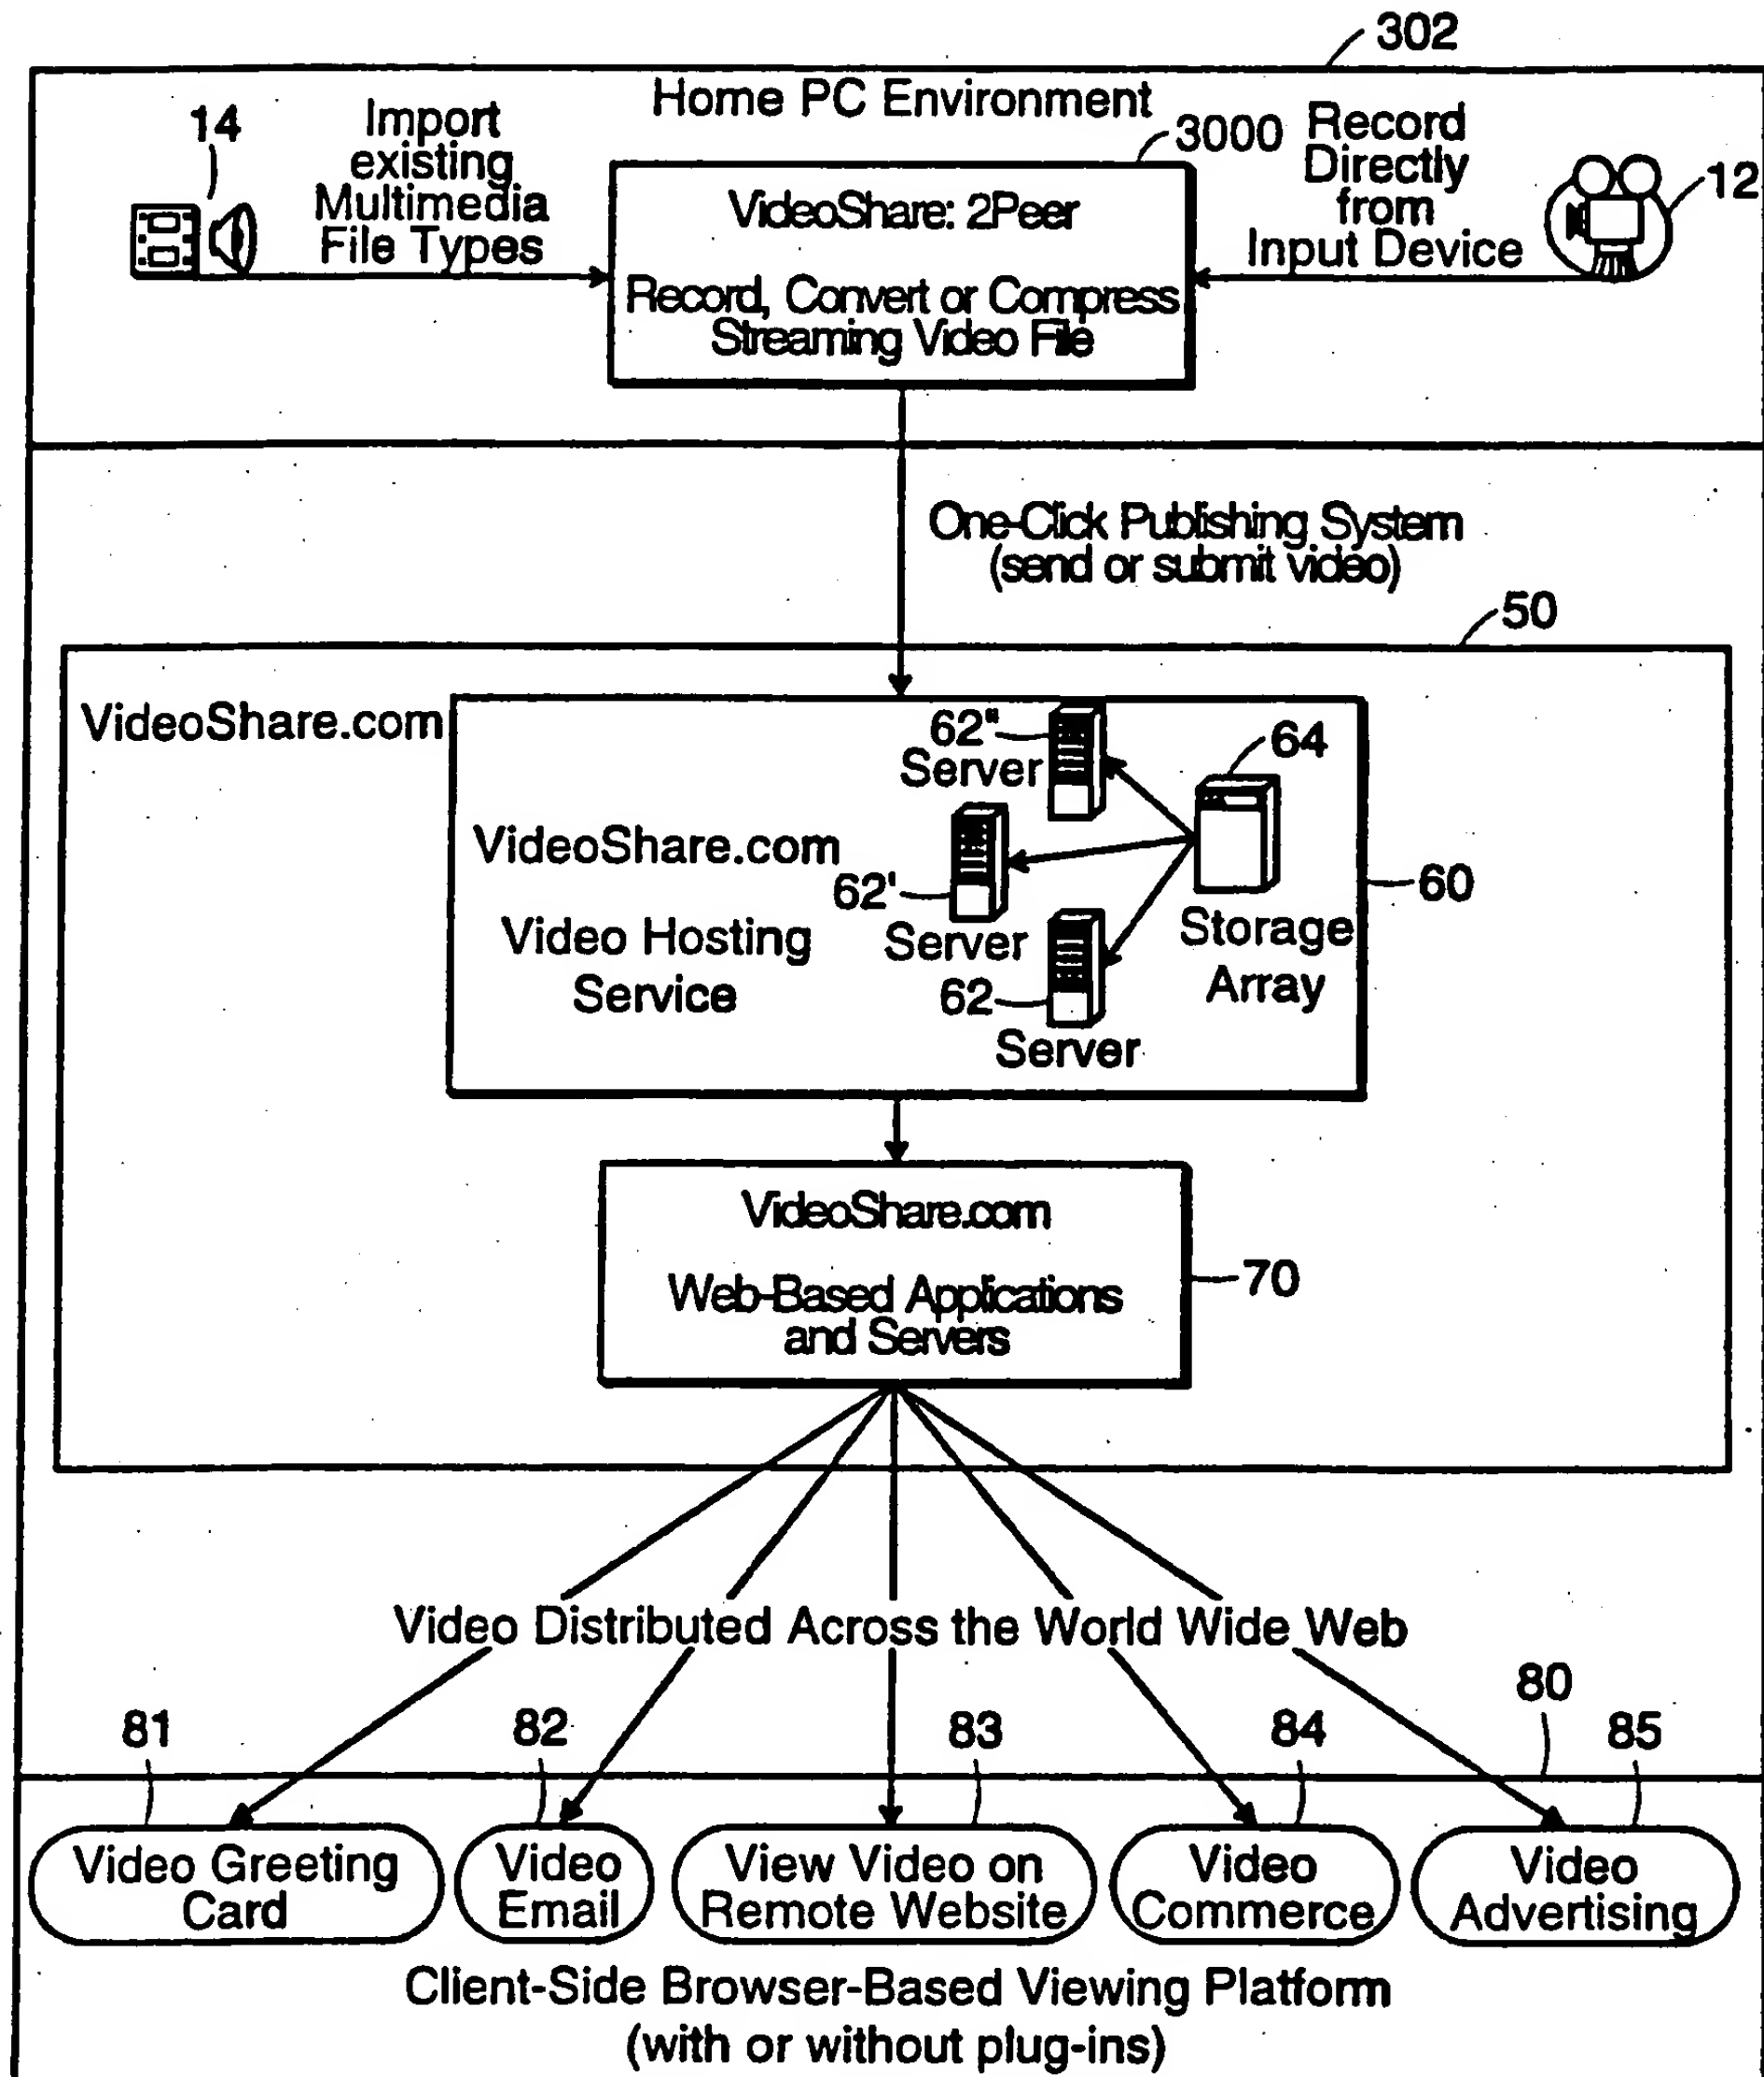 302
Home PC Environment
14
Import
existing
Multimedia
File Types
3000
VideoShare: 2Peer
Record, Convert or Compress
Streaming Video File
Record
Directly
from
Input Device
12
One-Click Publishing System
(send or submit video)
50
VideoShare.com
VideoShare.com
Video Hosting
Service
62"
Server
62'
Server
62
Server
64
Storage
Array
60
VideoShare.com
Web-Based Applications
and Servers
70
Video Distributed Across the World Wide Web
80
81
82
83
84
85
Video Greeting
Card
Video
Email
View Video on
Remote Website
Video
Commerce
Video
Advertising
Client-Side Browser-Based Viewing Platform
(with or without plug-ins)